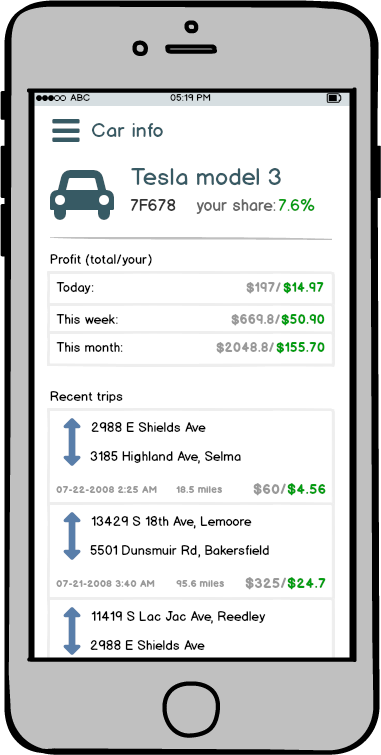 ABC 05:19 PM
Car info
Tesla model 3
7F678 your share: 7.6%
Profit (total/your)
Today: $197/$14.97
This week: $669.8/$50.90
This month: $2048.8/$155.70
Recent trips
2988 E Shields Ave
3185 Highland Ave, Selma
07-22-2008 2:25 AM 18.5 miles $60/$4.56
13429 S 18th Ave, Lemoore
5501 Dunsmuir Rd, Bakersfield
07-21-2008 3:40 AM 95.6 miles $325/$24.7
11419 S Lac Jac Ave, Reedley
2988 E Shields Ave